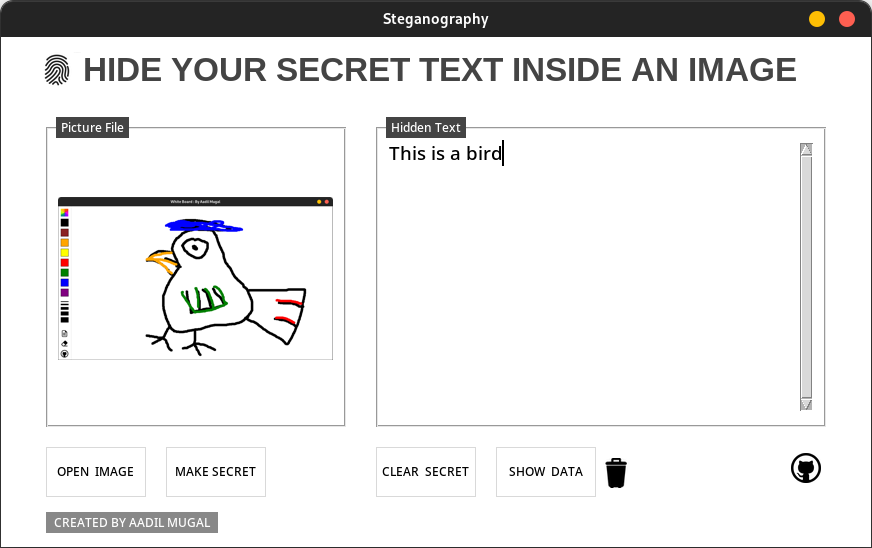 Steganography
HIDE YOUR SECRET TEXT INSIDE AN IMAGE
Picture File
White Board : By Aadil Mugal
Hidden Text
This is a bird
OPEN IMAGE
MAKE SECRET
CLEAR SECRET
SHOW DATA
CREATED BY AADIL MUGAL